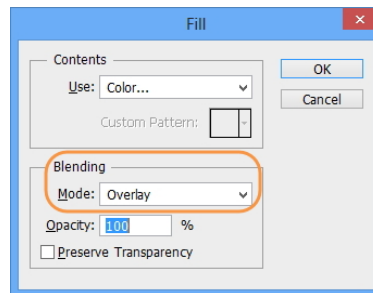 Fill
Contents
Use: Color...
Custom Pattern:
OK
Cancel
Blending
Mode: Overlay
Opacity: 100 %
Preserve Transparency